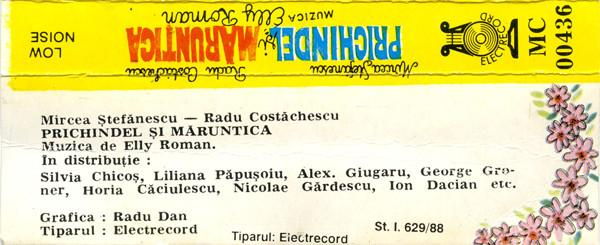 LOW
NOISE
Mircea Ștefănescu Radu Costăchescu
PRICHINDEL și MĂRUNTICA
MUZICA Elly Roman
ELECTRECORD
MC
00436
Mircea Ștefănescu — Radu Costăchescu
PRICHINDEL ȘI MĂRUNTICA
Muzica de Elly Roman.
În distribuție :
Silvia Chicoș, Liliana Păpușoiu, Alex. Giugaru, George Gro-
ner, Horia Căciulescu, Nicolae Gărdescu, Ion Dacian etc.
Grafica : Radu Dan
Tiparul : Electrecord
St. I. 629/88
Tiparul: Electrecord